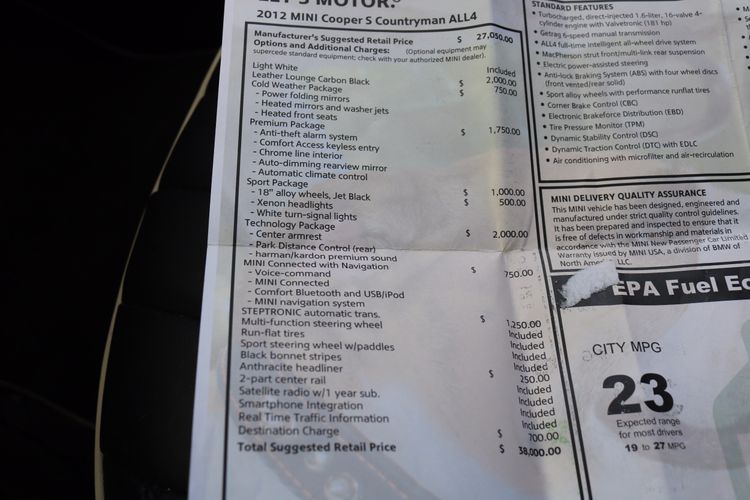 LET'S MOTOR.®
2012 MINI Cooper S Countryman ALL4
Manufacturer's Suggested Retail Price $ 27,050.00
Options and Additional Charges: (Optional equipment may
supercede standard equipment; check with your authorized MINI dealer).
Light White Included
Leather Lounge Carbon Black $ 2,000.00
Cold Weather Package $ 750.00
- Power folding mirrors
- Heated mirrors and washer jets
- Heated front seats
Premium Package $ 1,750.00
- Anti-theft alarm system
- Comfort Access keyless entry
- Chrome line interior
- Auto-dimming rearview mirror
- Automatic climate control
Sport Package $ 1,000.00
- 18" alloy wheels, Jet Black $ 500.00
- Xenon headlights
- White turn-signal lights
Technology Package $ 2,000.00
- Center armrest
- Park Distance Control (rear)
- harman/kardon premium sound
MINI Connected with Navigation $ 750.00
- Voice-command
- MINI Connected
- Comfort Bluetooth and USB/iPod
- MINI navigation system
STEPTRONIC automatic trans. $ 1,250.00
Multi-function steering wheel Included
Run-flat tires Included
Sport steering wheel w/paddles Included
Black bonnet stripes Included
Anthracite headliner $ 250.00
2-part center rail Included
Satellite radio w/1 year sub. Included
Smartphone Integration Included
Real Time Traffic Information Included
Destination Charge $ 700.00
Total Suggested Retail Price $ 38,000.00
STANDARD FEATURES
• Turbocharged, direct-injected 1.6-liter, 16-valve 4-
cylinder engine with Valvetronic (181 hp)
• Getrag 6-speed manual transmission
• ALL4 full-time intelligent all-wheel drive system
• MacPherson strut front/multi-link rear suspension
• Electric power-assisted steering
• Anti-lock Braking System (ABS) with four wheel discs
(front vented/rear solid)
• Sport alloy wheels with performance runflat tires
• Corner Brake Control (CBC)
• Electronic Brakeforce Distribution (EBD)
• Tire Pressure Monitor (TPM)
• Dynamic Stability Control (DSC)
• Dynamic Traction Control (DTC) with EDLC
• Air conditioning with microfilter and air-recirculation
MINI DELIVERY QUALITY ASSURANCE
This MINI vehicle has been designed, engineered and
manufactured under strict quality control guidelines.
It has been prepared and inspected to ensure that it
is free of defects in workmanship and materials in
accordance with the MINI New Passenger Car Limited
Warranty issued by MINI USA, a division of BMW of
North LLC.
EPA Fuel Ec
CITY MPG
23
Expected range
for most drivers
19 to 27 MPG